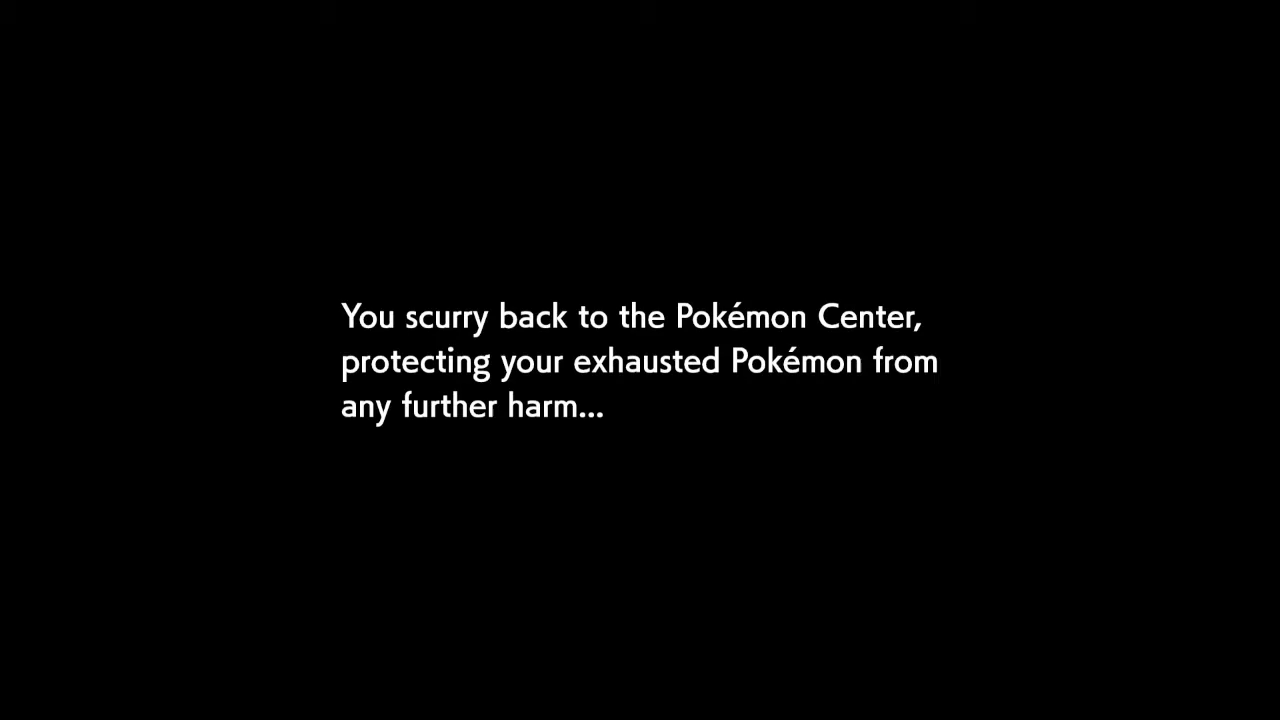 You scurry back to the Pokémon Center,
protecting your exhausted Pokémon from
any further harm...